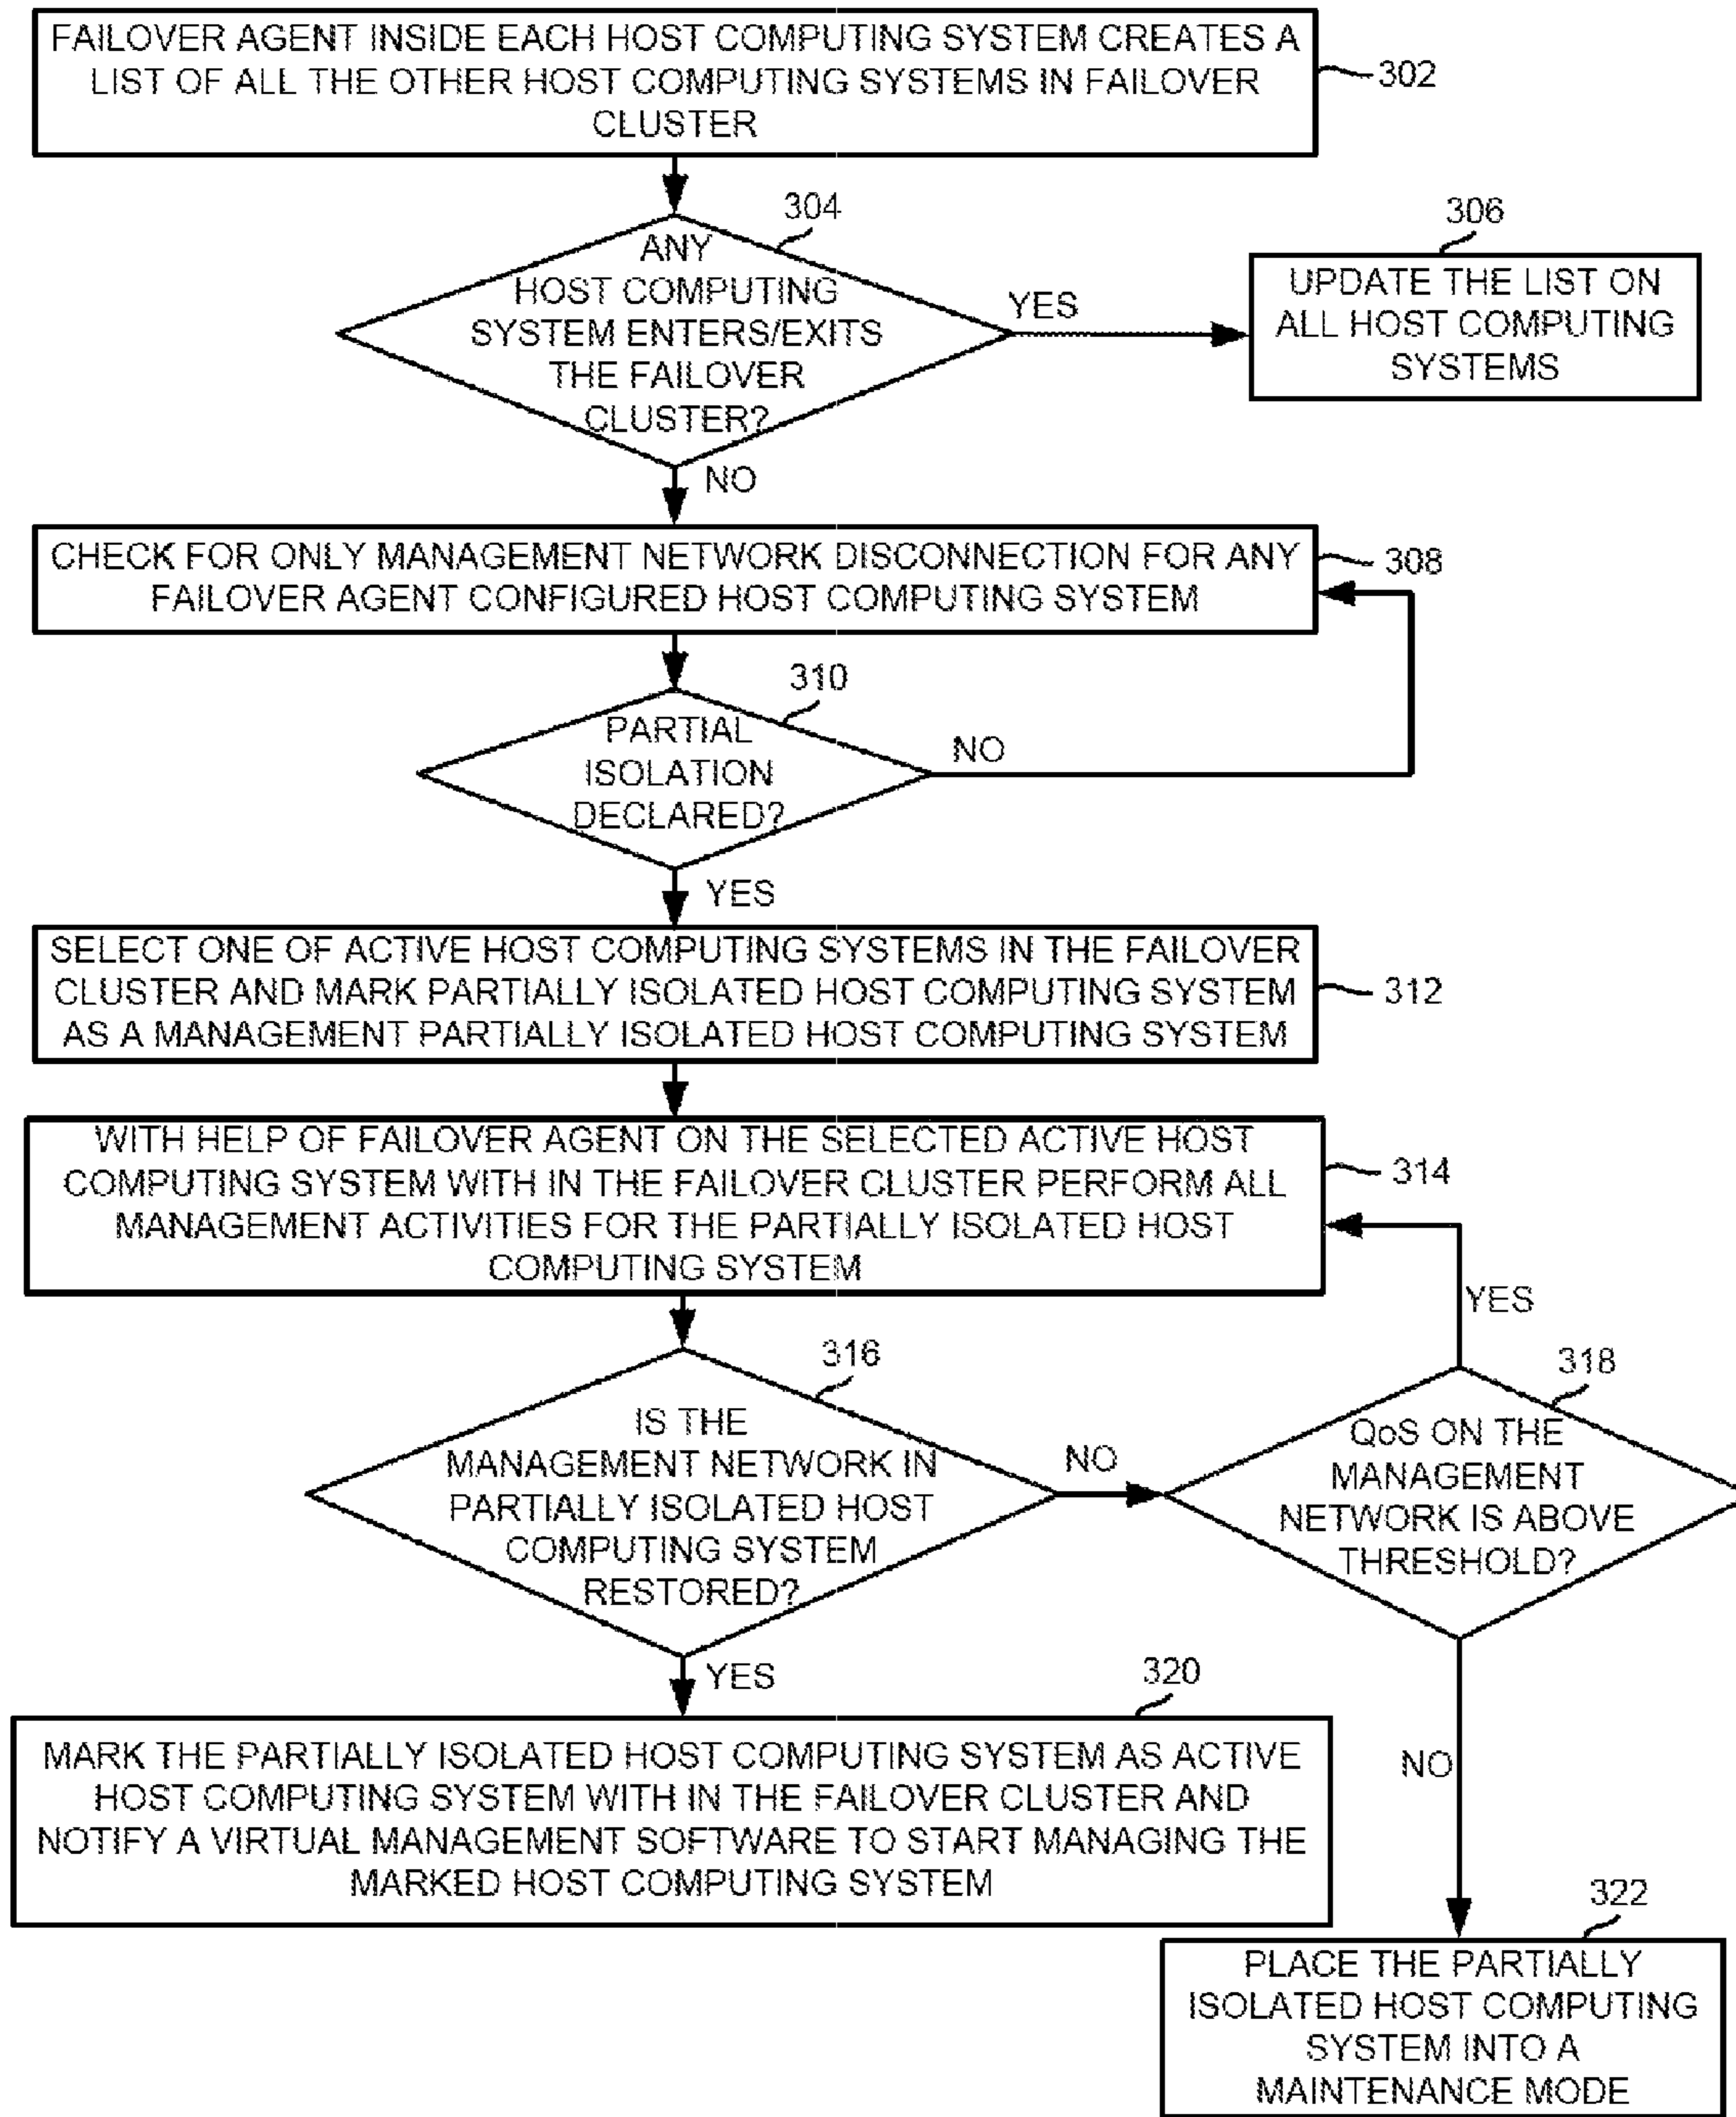 FAILOVER AGENT INSIDE EACH HOST COMPUTING SYSTEM CREATES A
LIST OF ALL THE OTHER HOST COMPUTING SYSTEMS IN FAILOVER
CLUSTER
302
304
ANY
HOST COMPUTING
SYSTEM ENTERS/EXITS
THE FAILOVER
CLUSTER?
YES
306
UPDATE THE LIST ON
ALL HOST COMPUTING
SYSTEMS
NO
CHECK FOR ONLY MANAGEMENT NETWORK DISCONNECTION FOR ANY
FAILOVER AGENT CONFIGURED HOST COMPUTING SYSTEM
308
310
PARTIAL
ISOLATION
DECLARED?
NO
YES
SELECT ONE OF ACTIVE HOST COMPUTING SYSTEMS IN THE FAILOVER
CLUSTER AND MARK PARTIALLY ISOLATED HOST COMPUTING SYSTEM
AS A MANAGEMENT PARTIALLY ISOLATED HOST COMPUTING SYSTEM
312
WITH HELP OF FAILOVER AGENT ON THE SELECTED ACTIVE HOST
COMPUTING SYSTEM WITH IN THE FAILOVER CLUSTER PERFORM ALL
MANAGEMENT ACTIVITIES FOR THE PARTIALLY ISOLATED HOST
COMPUTING SYSTEM
314
316
IS THE
MANAGEMENT NETWORK IN
PARTIALLY ISOLATED HOST
COMPUTING SYSTEM
RESTORED?
NO
YES
318
QoS ON THE
MANAGEMENT
NETWORK IS ABOVE
THRESHOLD?
YES
320
MARK THE PARTIALLY ISOLATED HOST COMPUTING SYSTEM AS ACTIVE
HOST COMPUTING SYSTEM WITH IN THE FAILOVER CLUSTER AND
NOTIFY A VIRTUAL MANAGEMENT SOFTWARE TO START MANAGING THE
MARKED HOST COMPUTING SYSTEM
NO
322
PLACE THE PARTIALLY
ISOLATED HOST COMPUTING
SYSTEM INTO A
MAINTENANCE MODE